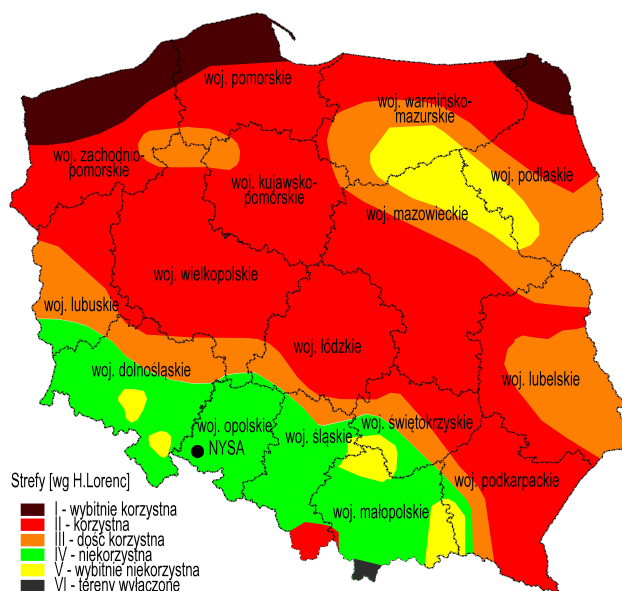 woj. pomorskie
woj. warmińsko-
mazurskie
woj. zachodnio-
pomorskie
woj. podlaskie
woj. kujawsko-
pomorskie
woj. mazowieckie
woj. wielkopolskie
woj. lubuskie
woj. łódzkie
woj. dolnośląskie
woj. lubelskie
woj. opolskie
woj. śląskie
woj. świętokrzyskie
NYSA
woj. podkarpackie
woj. małopolskie
Strefy [wg H.Lorenc]
I - wybitnie korzystna
II - korzystna
III - dość korzystna
IV - niekorzystna
V - wybitnie niekorzystna
VI - tereny wyłączone